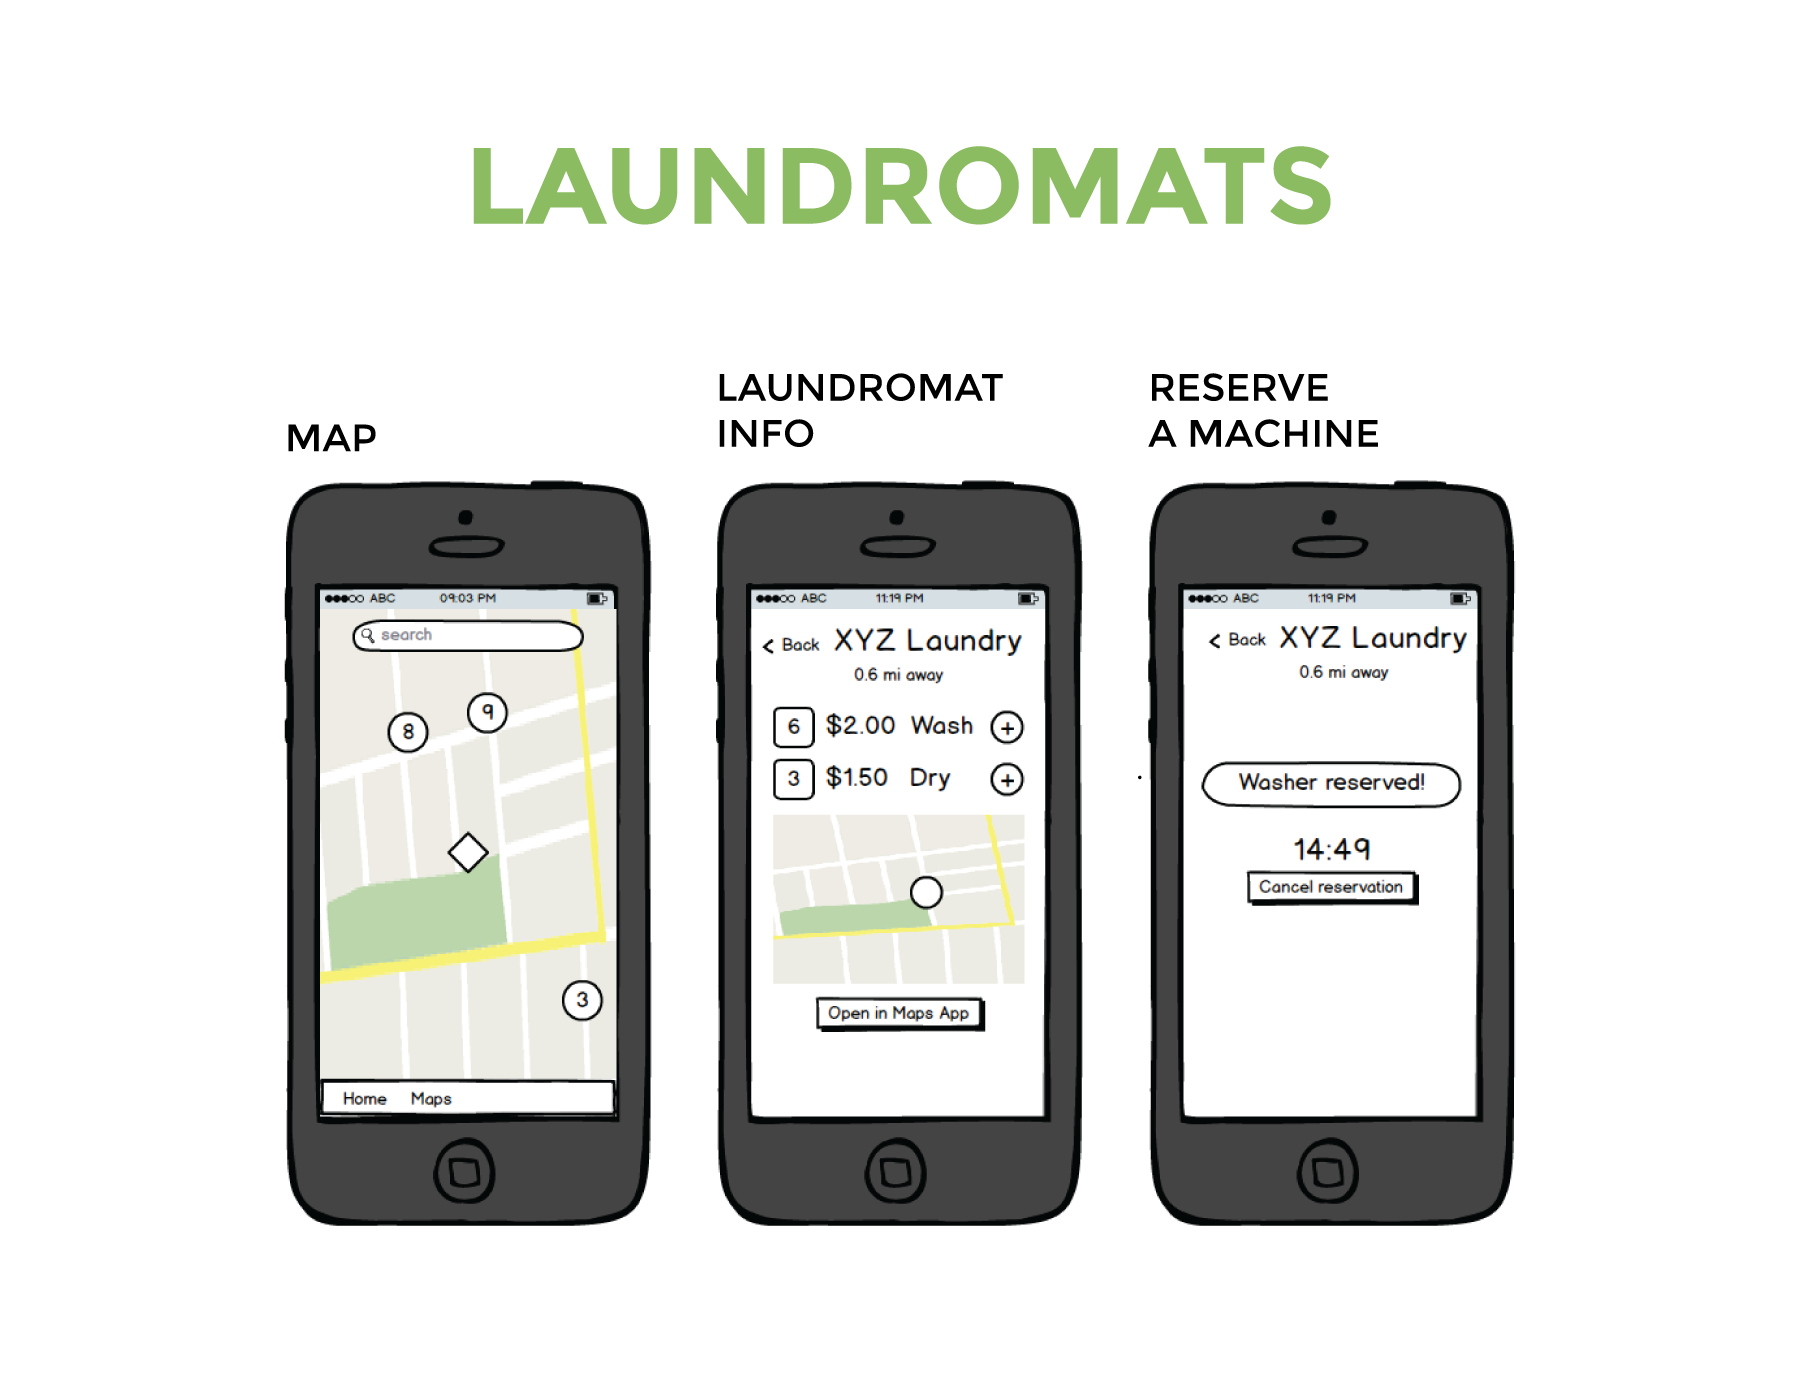 LAUNDROMATS
MAP
ABC 09:03 PM
search
8
9
3
Home Maps
LAUNDROMAT
INFO
ABC 11:19 PM
< Back XYZ Laundry
0.6 mi away
6 $2.00 Wash +
3 $1.50 Dry +
Open in Maps App
RESERVE
A MACHINE
ABC 11:19 PM
< Back XYZ Laundry
0.6 mi away
Washer reserved!
14:49
Cancel reservation